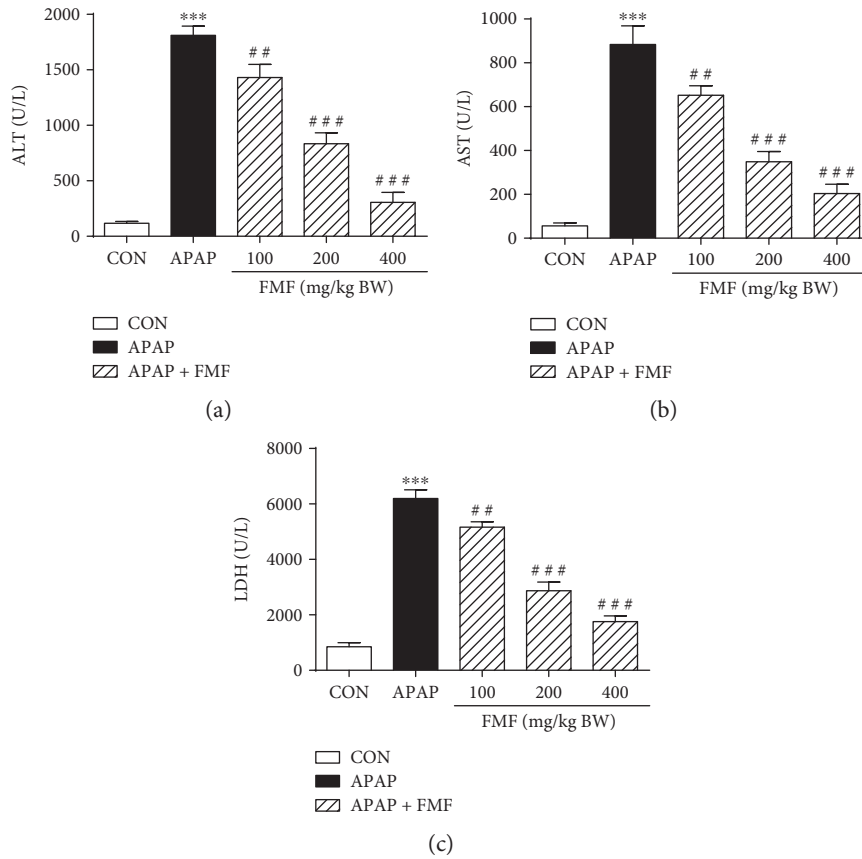 2000
1500
1000
500
0
ALT (U/L)
***
# #
# # #
# # #
CON APAP 100 200 400
FMF (mg/kg BW)
CON
APAP
APAP + FMF
(a)
1000
800
600
400
200
0
AST (U/L)
***
# #
# # #
# # #
CON APAP 100 200 400
FMF (mg/kg BW)
CON
APAP
APAP + FMF
(b)
8000
6000
4000
2000
0
LDH (U/L)
***
# #
# # #
# # #
CON APAP 100 200 400
FMF (mg/kg BW)
CON
APAP
APAP + FMF
(c)